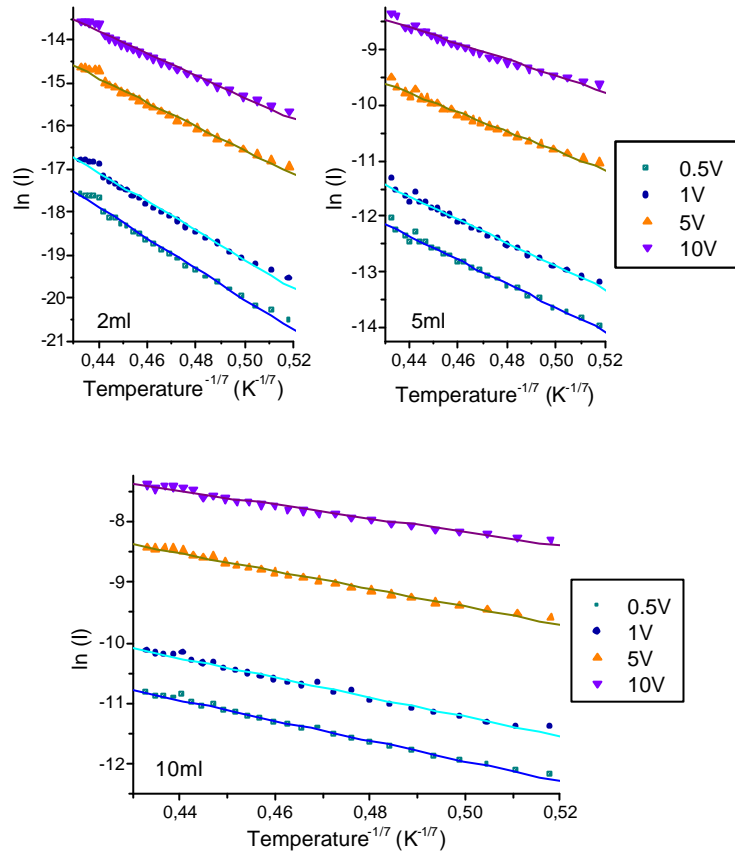 -14
-15
-16
-17
-18
-19
-20
-21
ln (I)
2ml
0,44 0,46 0,48 0,50 0,52
Temperature-1/7 (K-1/7)
-9
-10
-11
-12
-13
-14
5ml
0,44 0,46 0,48 0,50 0,52
Temperature-1/7 (K-1/7)
0.5V
1V
5V
10V
-8
-9
-10
-11
-12
ln (I)
10ml
0,44 0,46 0,48 0,50 0,52
Temperature-1/7 (K-1/7)
0.5V
1V
5V
10V